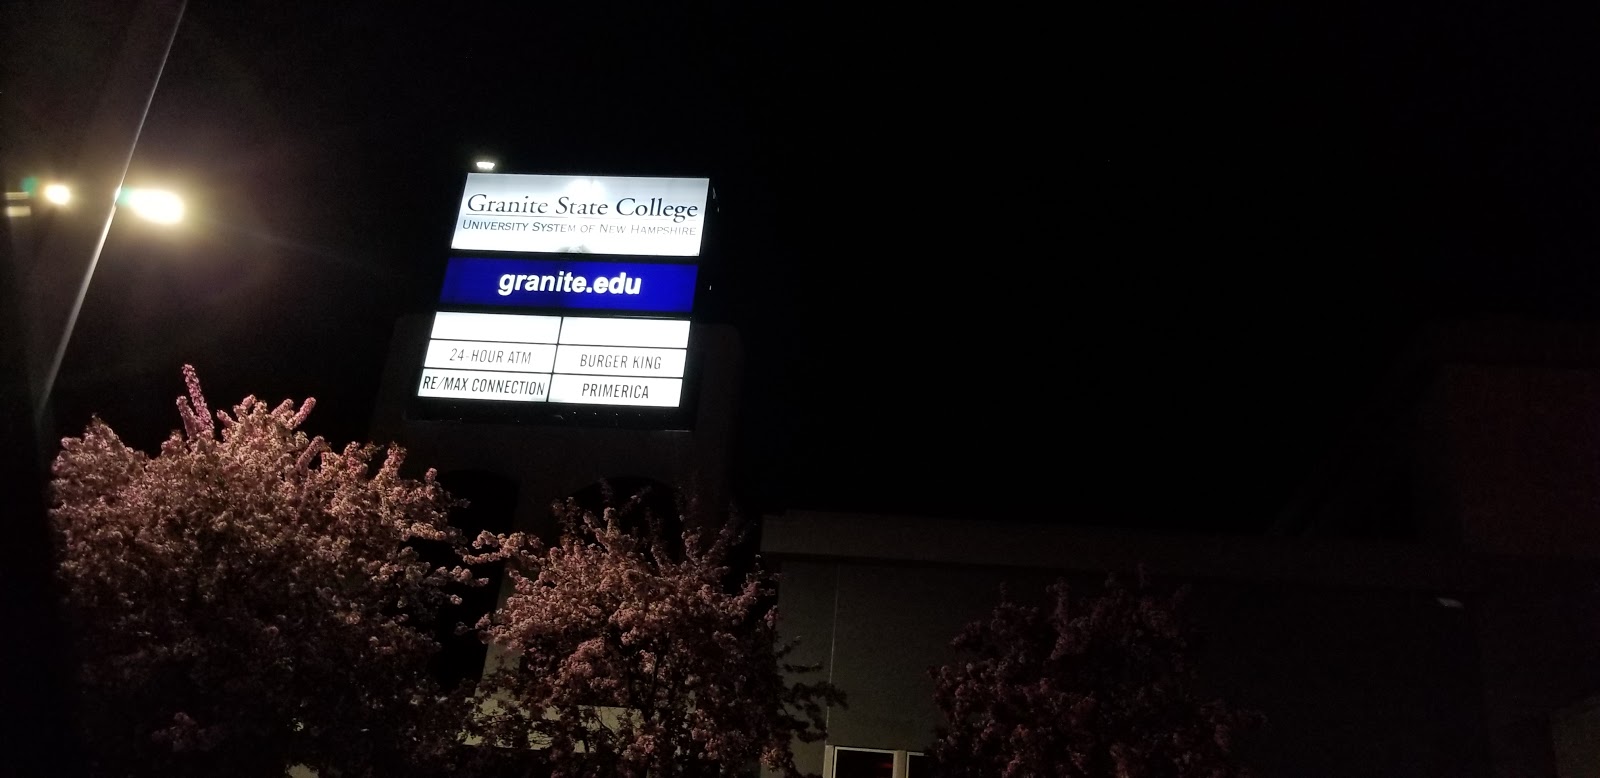 Granite State College
UNIVERSITY SYSTEM OF NEW HAMPSHIRE
granite.edu
24-HOUR ATM
BURGER KING
RE/MAX CONNECTION
PRIMERICA